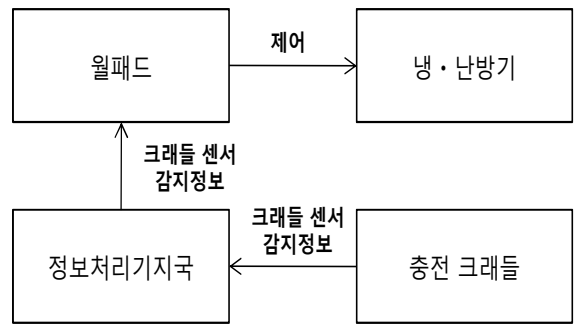 월패드
제어
냉・난방기
크래들 센서
감지정보
정보처리기지국
크래들 센서
감지정보
충전 크래들